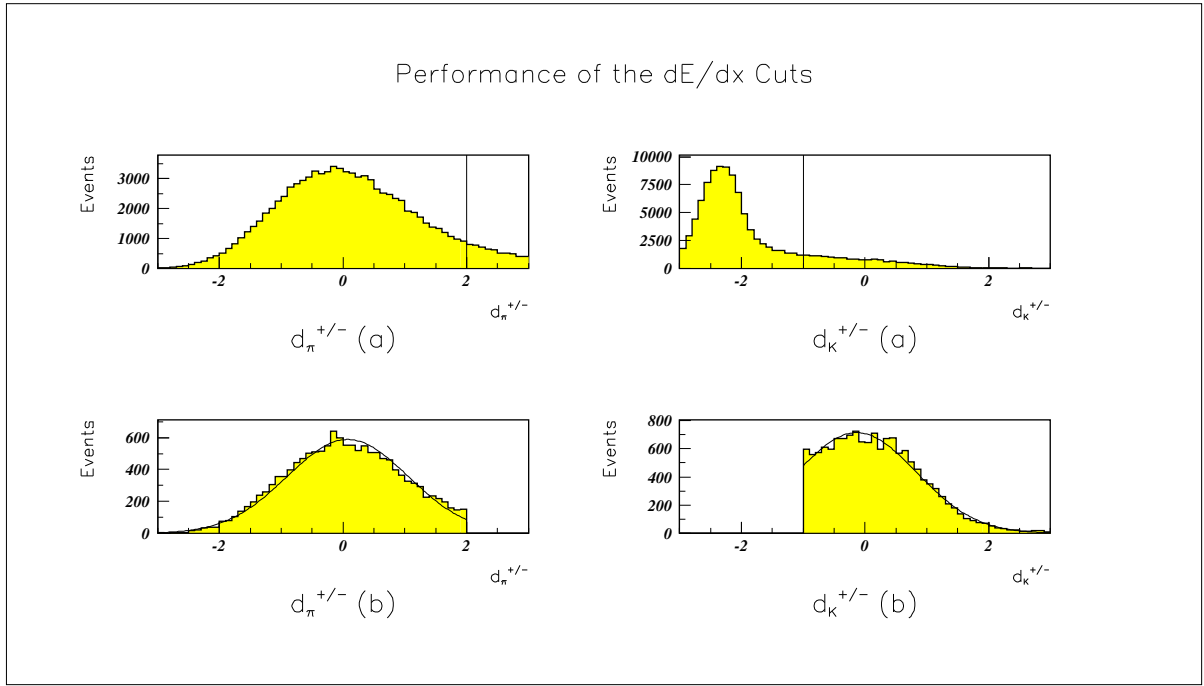 Performance of the dE/dx Cuts
Events
3000
2000
1000
0
-2 0 2
dπ+/-
dπ+/- (a)
Events
10000
7500
5000
2500
0
-2 0 2
dK+/-
dK+/- (a)
Events
600
400
200
0
-2 0 2
dπ+/-
dπ+/- (b)
Events
800
600
400
200
0
-2 0 2
dK+/-
dK+/- (b)